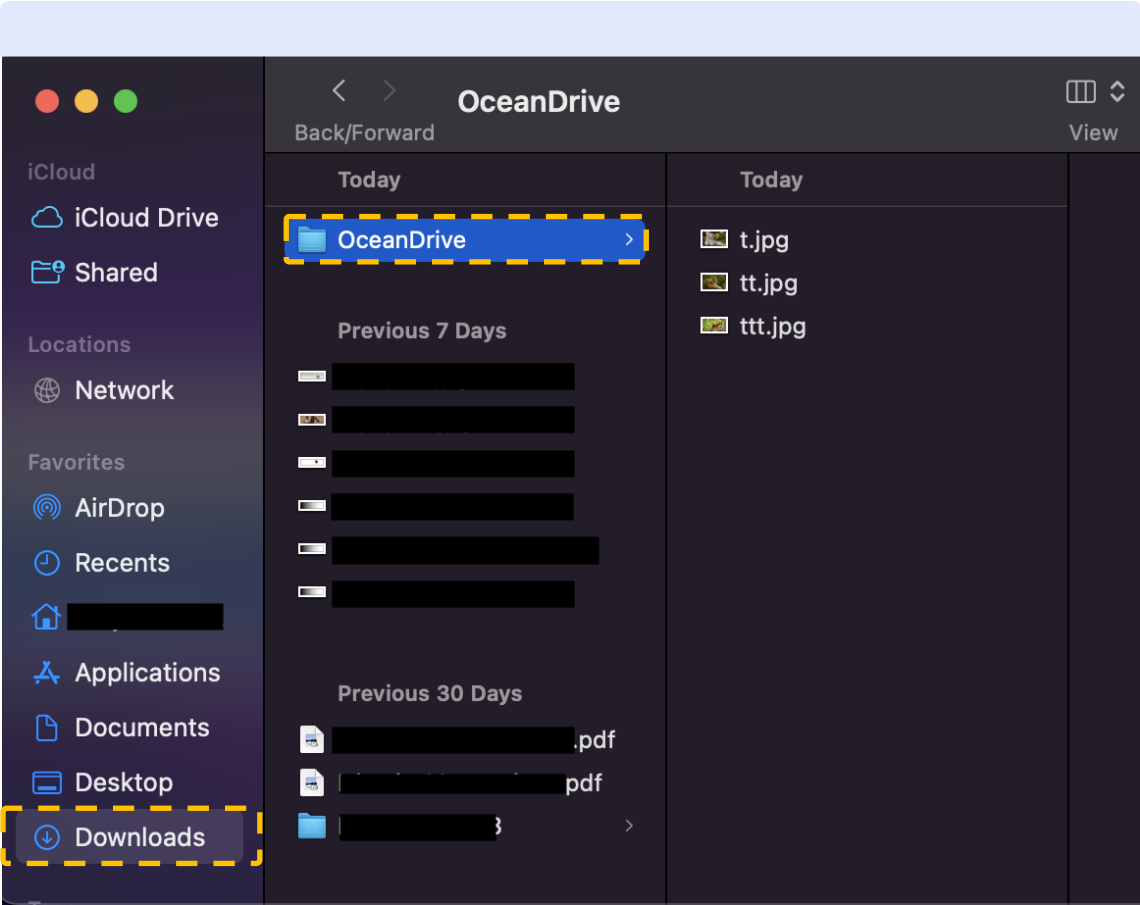 OceanDrive
Back/Forward
View
iCloud
iCloud Drive
Shared
Locations
Network
Favorites
AirDrop
Recents
Applications
Documents
Desktop
Downloads
Today
OceanDrive
Previous 7 Days
Previous 30 Days
.pdf
pdf
Today
t.jpg
tt.jpg
ttt.jpg